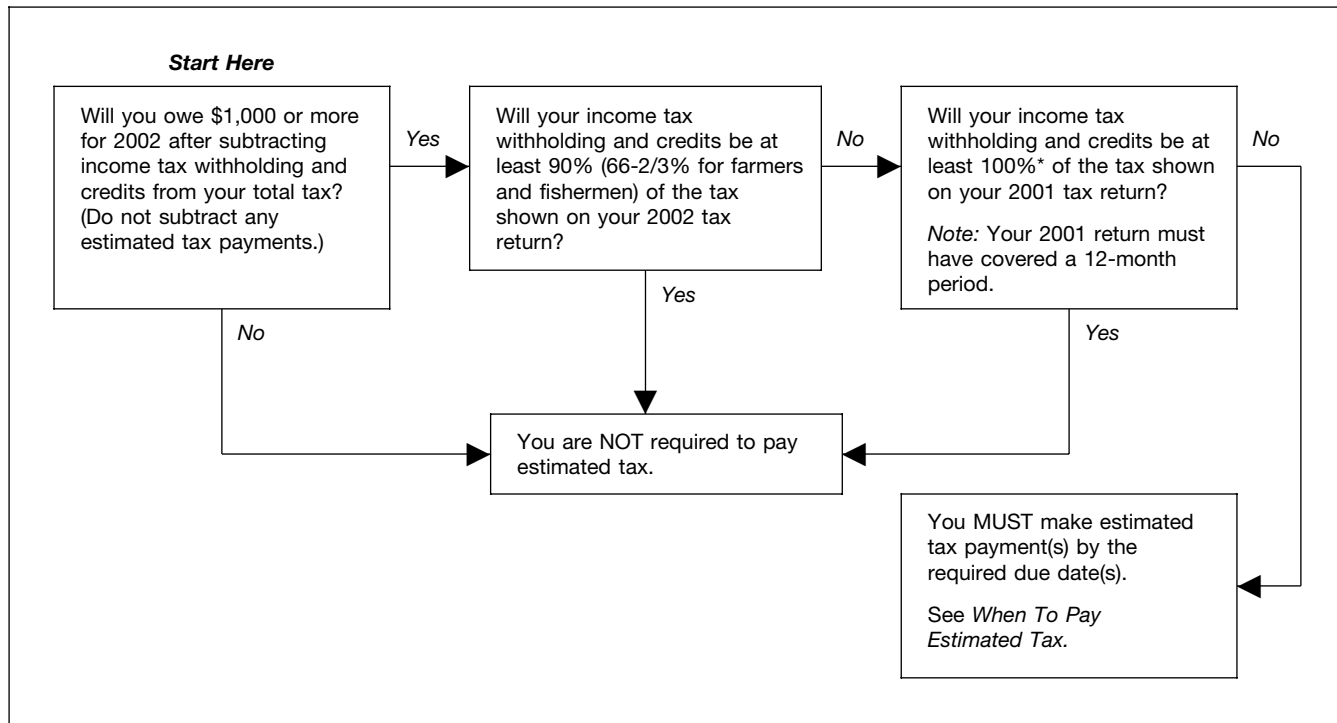 Start Here
Will you owe $1,000 or more
for 2002 after subtracting
income tax withholding and
credits from your total tax?
(Do not subtract any
estimated tax payments.)
Yes
No
Will your income tax
withholding and credits be at
least 90% (66-2/3% for farmers
and fishermen) of the tax
shown on your 2002 tax
return?
No
Yes
Will your income tax
withholding and credits be at
least 100%* of the tax shown
on your 2001 tax return?
Note: Your 2001 return must
have covered a 12-month
period.
No
Yes
You are NOT required to pay
estimated tax.
You MUST make estimated
tax payment(s) by the
required due date(s).
See When To Pay
Estimated Tax.